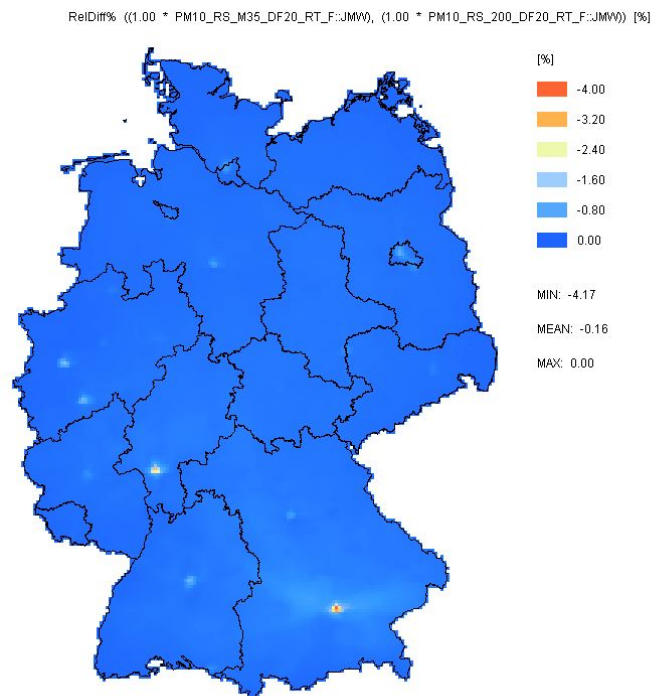 RelDiff% ((1.00 * PM10_RS_M35_DF20_RT_F::JMW), (1.00 * PM10_RS_200_DF20_RT_F::JMW)) [%]
[%]
-4.00
-3.20
-2.40
-1.60
-0.80
0.00
MIN: -4.17
MEAN: -0.16
MAX: 0.00